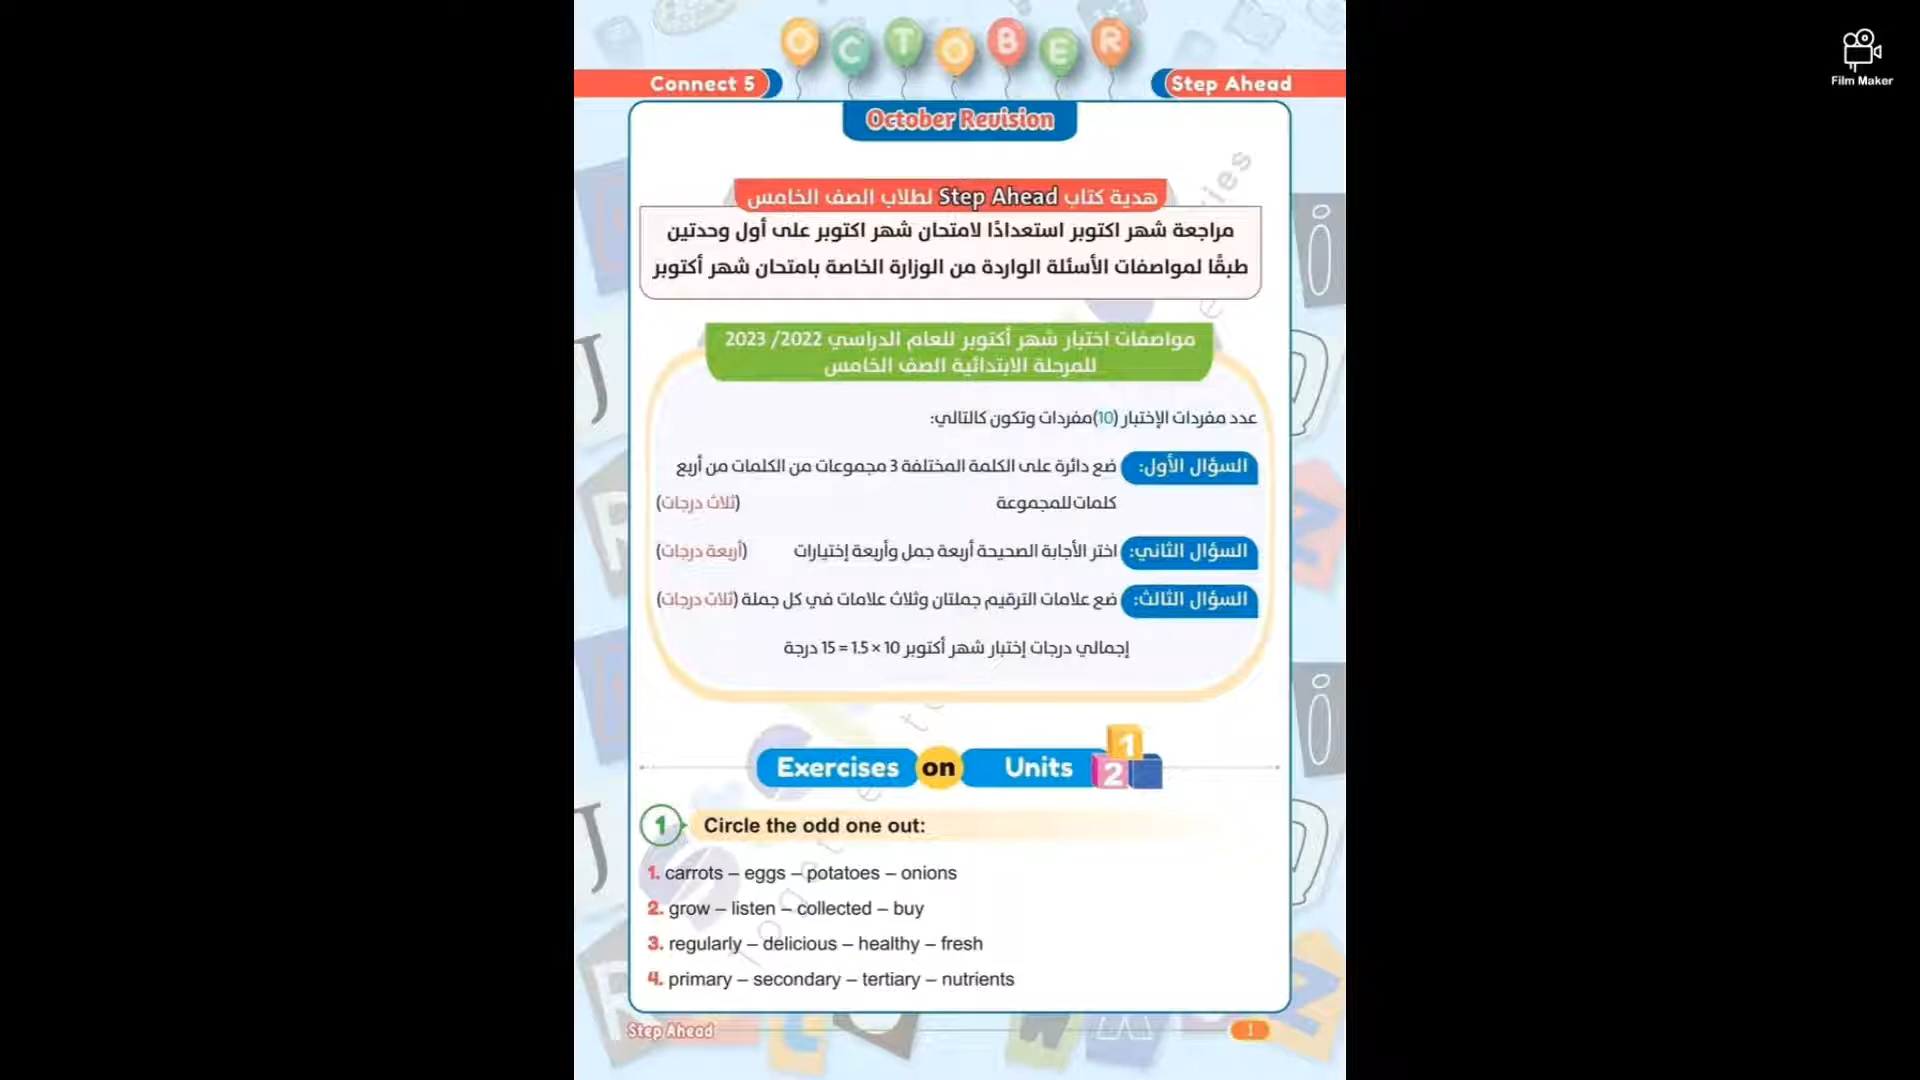 OCTOBER
Film Maker
Connect 5
Step Ahead
October Revision
هدية كتاب Step Ahead لطلاب الصف الخامس
مراجعة شهر اكتوبر استعدادًا لامتحان شهر اكتوبر على أول وحدتين
طبقًا لمواصفات الأسئلة الواردة من الوزارة الخاصة بامتحان شهر أكتوبر
مواصفات اختبار شهر أكتوبر للعام الدراسي 2022/ 2023
للمرحلة الابتدائية الصف الخامس
عدد مفردات الإختبار (10)مفردات وتكون كالتالي:
السؤال الأول: ضع دائرة على الكلمة المختلفة 3 مجموعات من الكلمات من أربع
كلمات للمجموعة (ثلاث درجات)
السؤال الثاني: اختر الأجابة الصحيحة أربعة جمل وأربعة إختيارات (أربعة درجات)
السؤال الثالث: ضع علامات الترقيم جملتان وثلاث علامات في كل جملة (ثلاث درجات)
إجمالي درجات إختبار شهر أكتوبر 10 × 1.5 = 15 درجة
Exercises on Units 1 2
1 Circle the odd one out:
1. carrots – eggs – potatoes – onions
2. grow – listen – collected – buy
3. regularly – delicious – healthy – fresh
4. primary – secondary – tertiary – nutrients
Step Ahead
1